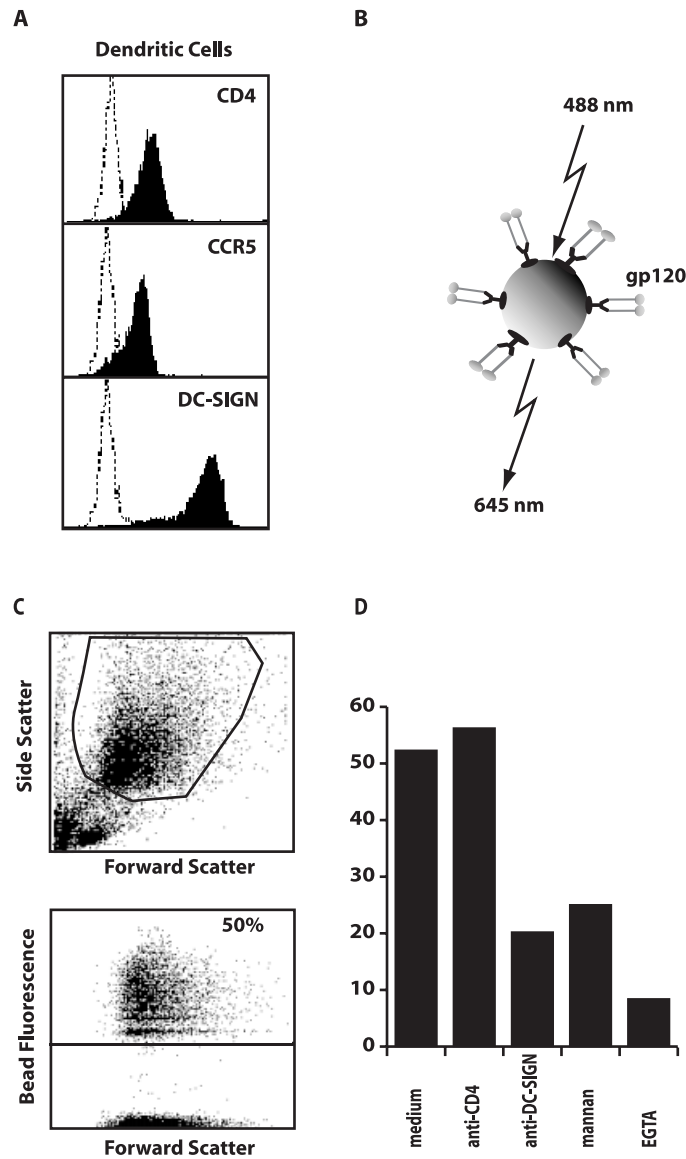 A
Dendritic Cells
CD4
CCR5
DC-SIGN
B
488 nm
gp120
645 nm
C
Side Scatter
Forward Scatter
50%
Bead Fluorescence
Forward Scatter
D
60
50
40
30
20
10
0
medium
anti-CD4
anti-DC-SIGN
mannan
EGTA